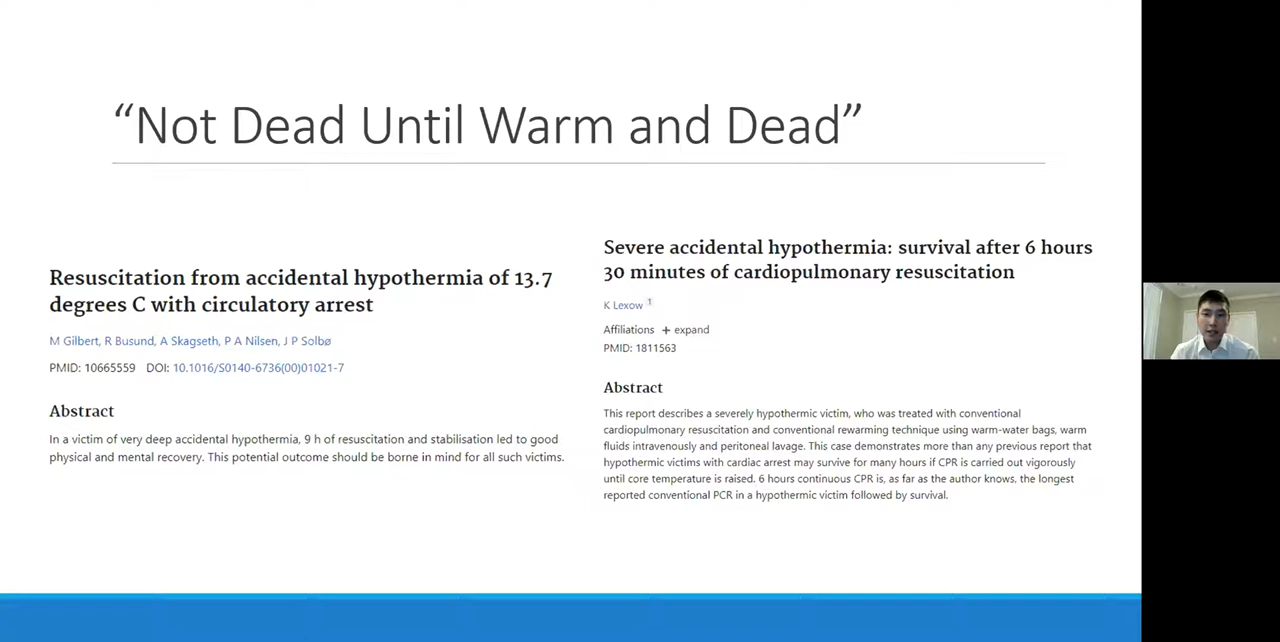 “Not Dead Until Warm and Dead”
Resuscitation from accidental hypothermia of 13.7
degrees C with circulatory arrest
M Gilbert, R Busund, A Skagseth, P A Nilsen, J P Solbø
PMID: 10665559 DOI: 10.1016/S0140-6736(00)01021-7
Abstract
In a victim of very deep accidental hypothermia, 9 h of resuscitation and stabilisation led to good
physical and mental recovery. This potential outcome should be borne in mind for all such victims.
Severe accidental hypothermia: survival after 6 hours
30 minutes of cardiopulmonary resuscitation
K Lexow 1
Affiliations + expand
PMID: 1811563
Abstract
This report describes a severely hypothermic victim, who was treated with conventional
cardiopulmonary resuscitation and conventional rewarming technique using warm-water bags, warm
fluids intravenously and peritoneal lavage. This case demonstrates more than any previous report that
hypothermic victims with cardiac arrest may survive for many hours if CPR is carried out vigorously
until core temperature is raised. 6 hours continuous CPR is, as far as the author knows, the longest
reported conventional PCR in a hypothermic victim followed by survival.